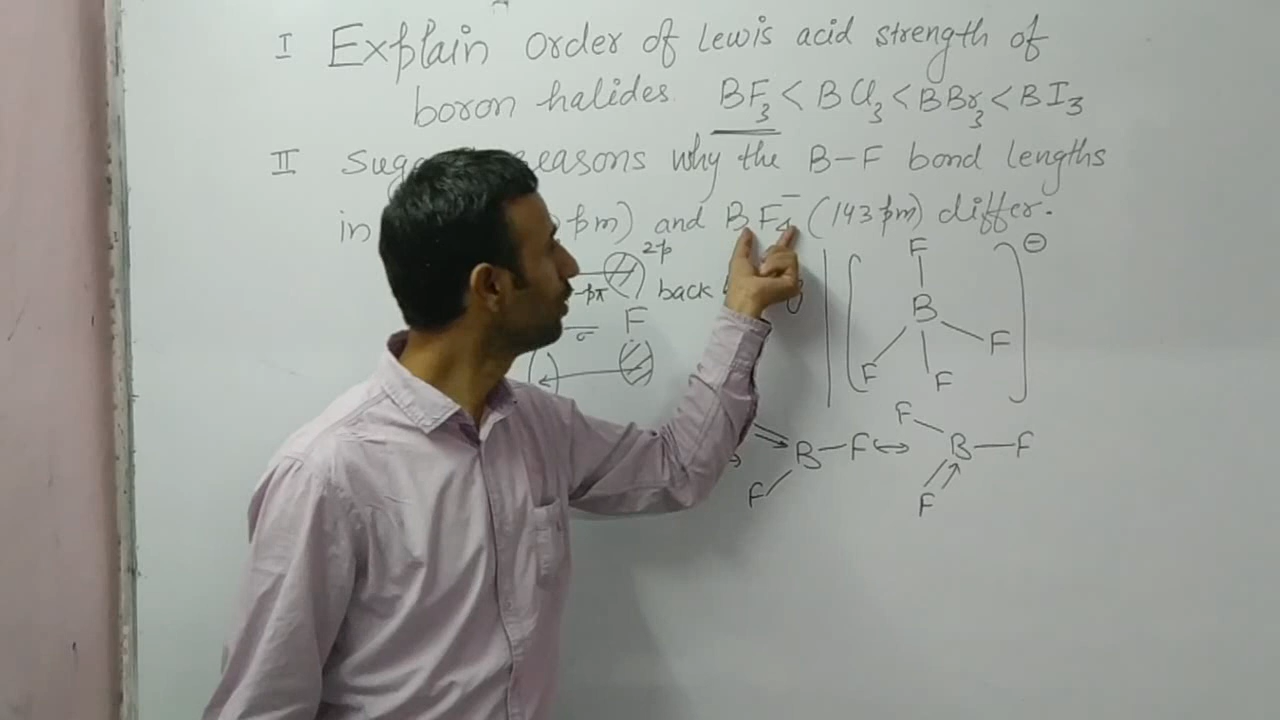 I Explain order of Lewis acid strength of
boron halides. BF₃ < BCl₃ < BBr₃ < BI₃
II reasons why the B-F bond lengths
in pm) and BF₄⁻ (143 pm) differ.
2p
-pπ back
F
σ
F
B
F
F
F
⊖
B-F ↔
F
F
B-F
F